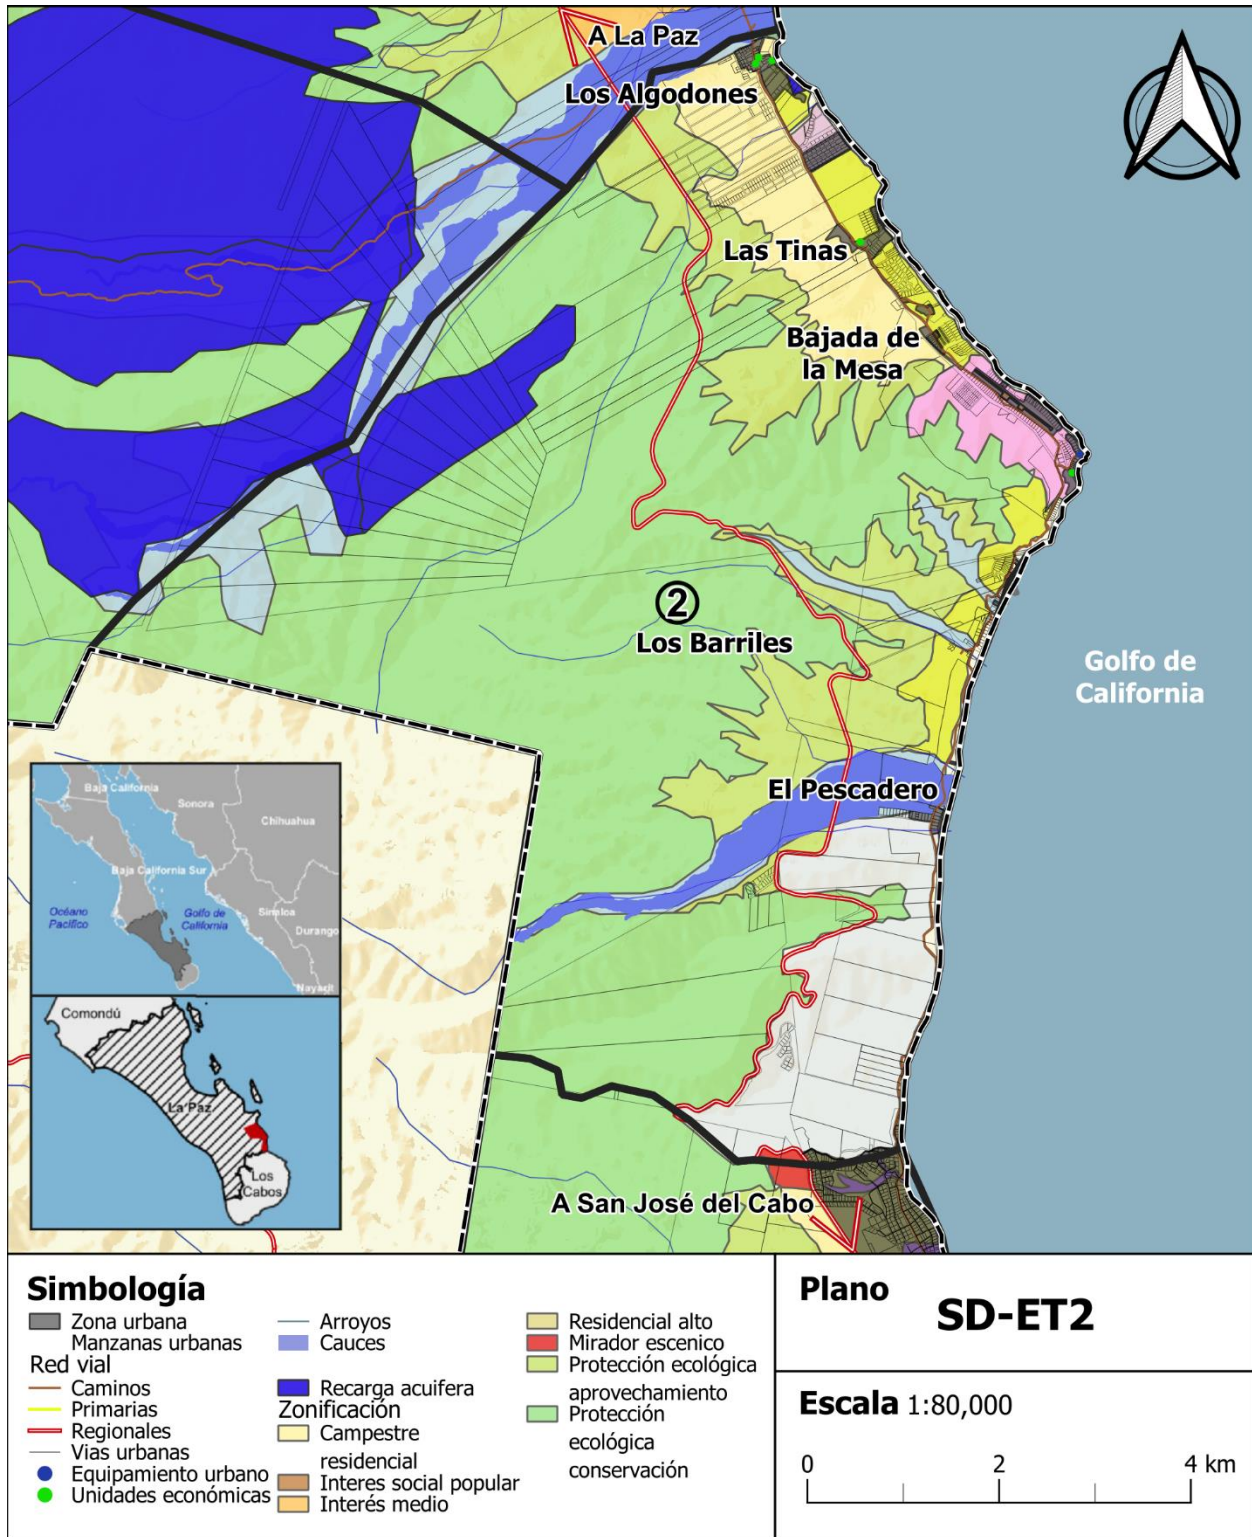 A La Paz
Los Algodones
Las Tinas
Bajada de
la Mesa
2
Los Barriles
Golfo de
California
El Pescadero
A San José del Cabo
Baja California
Sonora
Chihuahua
Baja California Sur
Océano
Pacífico
Golfo de
California
Sinaloa
Durango
Nayarit
Comondú
La Paz
Los
Cabos
Simbología
Zona urbana
Manzanas urbanas
Red vial
Caminos
Primarias
Regionales
Vias urbanas
Equipamiento urbano
Unidades económicas
Arroyos
Cauces
Recarga acuifera
Zonificación
Campestre
residencial
Interes social popular
Interés medio
Residencial alto
Mirador escenico
Protección ecológica
aprovechamiento
Protección
ecológica
conservación
Plano
SD-ET2
Escala 1:80,000
0 2 4 km